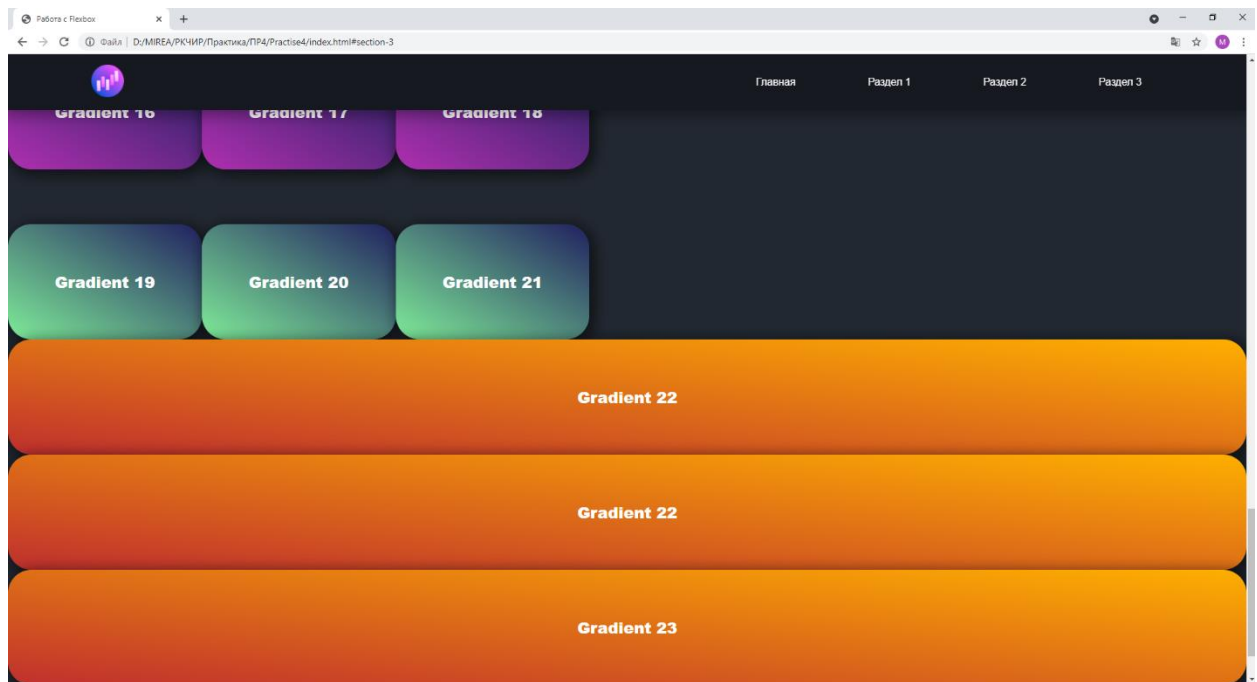 Работа с Flexbox
Файл | D:/MIREA/РКЧИР/Практика/ПР4/Practise4/index.html#section-3
M
Главная Раздел 1 Раздел 2 Раздел 3
Gradient 16 Gradient 17 Gradient 18
Gradient 19 Gradient 20 Gradient 21
Gradient 22
Gradient 22
Gradient 23